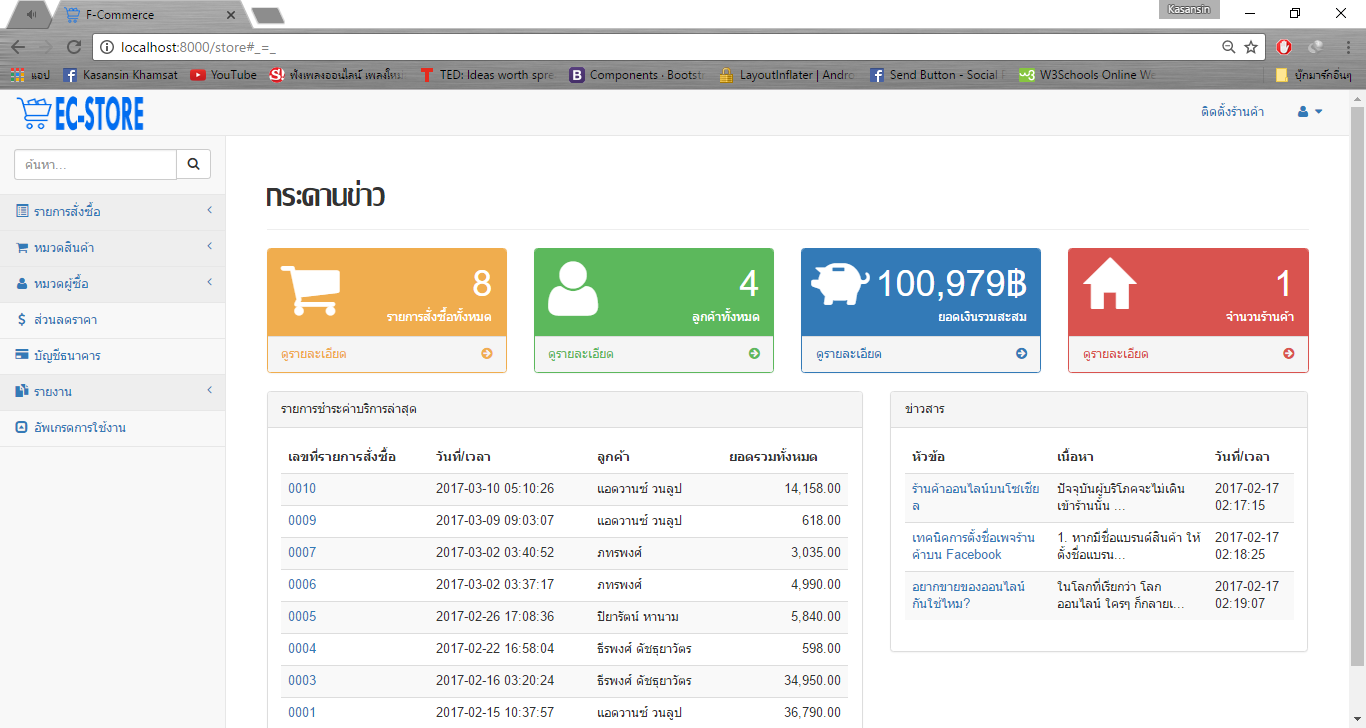 Kasansin
F-Commerce
localhost:8000/store#_=_
แอป
Kasansin Khamsat
YouTube
ฟังเพลงออนไลน์ เพลงใหม
TED: Ideas worth spre
Components · Bootst
LayoutInflater | Andro
Send Button - Social
W3Schools Online We
บุ๊กมาร์กอื่นๆ
EC-STORE
ติดตั้งร้านค้า
ค้นหา...
รายการสั่งซื้อ
หมวดสินค้า
หมวดผู้ซื้อ
$ ส่วนลดราคา
บัญชีธนาคาร
รายงาน
อัพเกรดการใช้งาน
กระดานข่าว
8
รายการสั่งซื้อทั้งหมด
ดูรายละเอียด
4
ลูกค้าทั้งหมด
ดูรายละเอียด
100,979฿
ยอดเงินรวมสะสม
ดูรายละเอียด
1
จำนวนร้านค้า
ดูรายละเอียด
รายการชำระค่าบริการล่าสุด
เลขที่รายการสั่งซื้อ วันที่/เวลา ลูกค้า ยอดรวมทั้งหมด
0010 2017-03-10 05:10:26 แอดวานซ์ วนลูป 14,158.00
0009 2017-03-09 09:03:07 แอดวานซ์ วนลูป 618.00
0007 2017-03-02 03:40:52 ภทรพงศ์ 3,035.00
0006 2017-03-02 03:37:17 ภทรพงศ์ 4,990.00
0005 2017-02-26 17:08:36 ปิยารัตน์ หานาม 5,840.00
0004 2017-02-22 16:58:04 ธีรพงศ์ ดัชธุยาวัตร 598.00
0003 2017-02-16 03:20:24 ธีรพงศ์ ดัชธุยาวัตร 34,950.00
0001 2017-02-15 10:37:57 แอดวานซ์ วนลูป 36,790.00
ข่าวสาร
หัวข้อ เนื้อหา วันที่/เวลา
ร้านค้าออนไลน์บนโซเชีย ปัจจุบันผู้บริโภคจะไม่เดิน 2017-02-17
ล เข้าร้านนั้น ... 02:17:15
เทคนิคการตั้งชื่อเพจร้าน 1. หากมีชื่อแบรนด์สินค้า ให้ 2017-02-17
ค้าบน Facebook ตั้งชื่อแบรน... 02:18:25
อยากขายของออนไลน์ ในโลกที่เรียกว่า โลก 2017-02-17
กันใช่ไหม? ออนไลน์ ใครๆ ก็กลายเ... 02:19:07